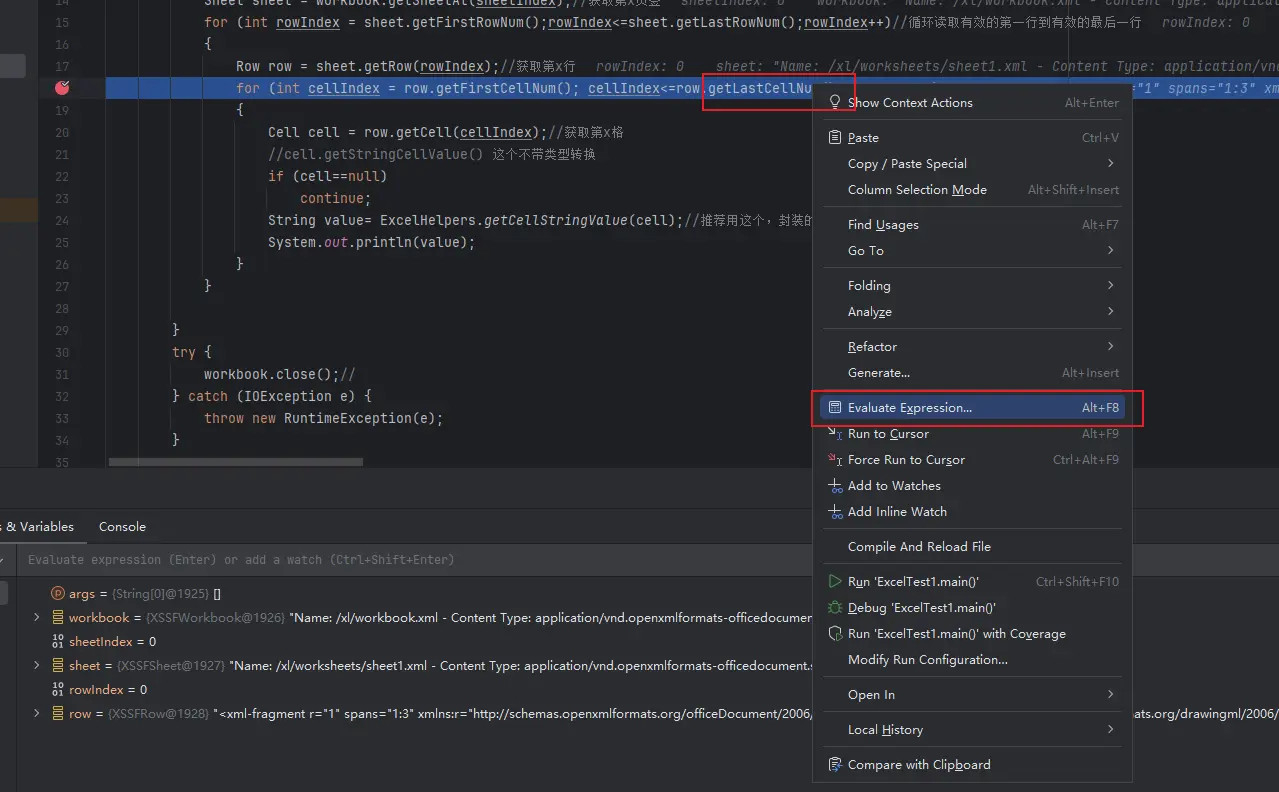 14 Sheet sheet = workbook.getSheetAt(sheetIndex);//获取第x页签 sheetIndex: 0 workbook: "Name: /xl/workbook.xml - Content Type: applicati
15 for (int rowIndex = sheet.getFirstRowNum();rowIndex<=sheet.getLastRowNum();rowIndex++)//循环读取有效的第一行到有效的最后一行 rowIndex: 0
16 {
17 Row row = sheet.getRow(rowIndex);//获取第x行 rowIndex: 0 sheet: "Name: /xl/worksheets/sheet1.xml - Content Type: application/vnd
for (int cellIndex = row.getFirstCellNum(); cellIndex<=row.getLastCellNu ="1" spans="1:3" xm
19 {
20 Cell cell = row.getCell(cellIndex);//获取第x格
21 //cell.getStringCellValue() 这个不带类型转换
22 if (cell==null)
23 continue;
24 String value= ExcelHelpers.getCellStringValue(cell);//推荐用这个，封装的
25 System.out.println(value);
26 }
27 }
28
29 }
30 try {
31 workbook.close();//
32 } catch (IOException e) {
33 throw new RuntimeException(e);
34 }
35
Show Context Actions Alt+Enter
Paste Ctrl+V
Copy / Paste Special
Column Selection Mode Alt+Shift+Insert
Find Usages Alt+F7
Go To
Folding
Analyze
Refactor
Generate... Alt+Insert
Evaluate Expression... Alt+F8
Run to Cursor Alt+F9
Force Run to Cursor Ctrl+Alt+F9
Add to Watches
Add Inline Watch
Compile And Reload File
Run 'ExcelTest1.main()' Ctrl+Shift+F10
Debug 'ExcelTest1.main()'
Run 'ExcelTest1.main()' with Coverage
Modify Run Configuration...
Open In
Local History
Compare with Clipboard
s & Variables Console
Evaluate expression (Enter) or add a watch (Ctrl+Shift+Enter)
args = {String[0]@1925} []
workbook = {XSSFWorkbook@1926} "Name: /xl/workbook.xml - Content Type: application/vnd.openxmlformats-officedocumen
sheetIndex = 0
sheet = {XSSFSheet@1927} "Name: /xl/worksheets/sheet1.xml - Content Type: application/vnd.openxmlformats-officedocument.s
rowIndex = 0
row = {XSSFRow@1928} "<xml-fragment r="1" spans="1:3" xmlns:r="http://schemas.openxmlformats.org/officeDocument/2006/ ats.org/drawingml/2006/